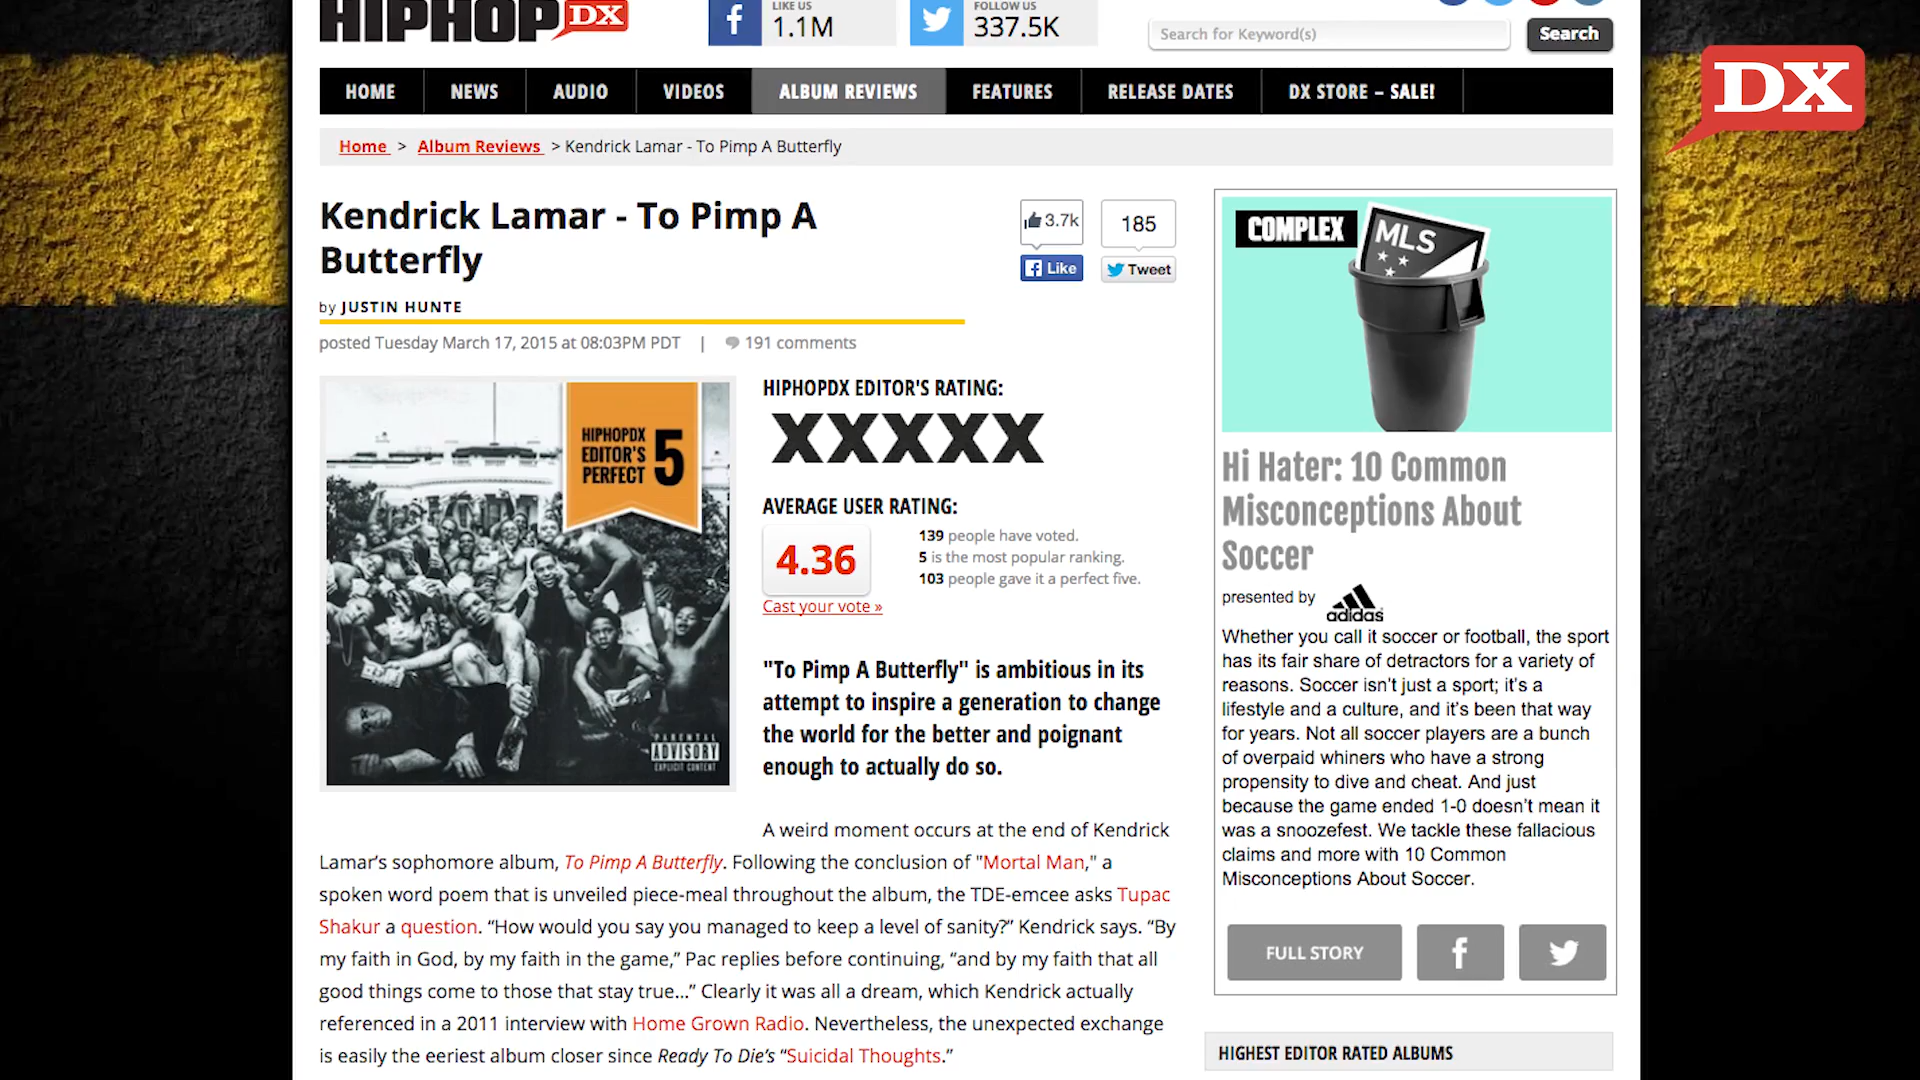 HIPHOPDX
LIKE US
1.1M
FOLLOW US
337.5K
Search for Keyword(s)
Search
HOME NEWS AUDIO VIDEOS ALBUM REVIEWS FEATURES RELEASE DATES DX STORE – SALE!
DX
Home > Album Reviews > Kendrick Lamar - To Pimp A Butterfly
Kendrick Lamar - To Pimp A
Butterfly
3.7k
Like
185
Tweet
by JUSTIN HUNTE
posted Tuesday March 17, 2015 at 08:03PM PDT | 191 comments
HIPHOPDX
EDITOR'S
PERFECT 5
PARENTAL
ADVISORY
EXPLICIT CONTENT
HIPHOPDX EDITOR'S RATING:
XXXXX
AVERAGE USER RATING:
4.36
139 people have voted.
5 is the most popular ranking.
103 people gave it a perfect five.
Cast your vote »
"To Pimp A Butterfly" is ambitious in its
attempt to inspire a generation to change
the world for the better and poignant
enough to actually do so.
A weird moment occurs at the end of Kendrick
Lamar’s sophomore album, To Pimp A Butterfly. Following the conclusion of "Mortal Man," a
spoken word poem that is unveiled piece-meal throughout the album, the TDE-emcee asks Tupac
Shakur a question. “How would you say you managed to keep a level of sanity?” Kendrick says. “By
my faith in God, by my faith in the game,” Pac replies before continuing, “and by my faith that all
good things come to those that stay true...” Clearly it was all a dream, which Kendrick actually
referenced in a 2011 interview with Home Grown Radio. Nevertheless, the unexpected exchange
is easily the eeriest album closer since Ready To Die’s “Suicidal Thoughts.”
COMPLEX
MLS
Hi Hater: 10 Common
Misconceptions About
Soccer
presented by adidas
Whether you call it soccer or football, the sport
has its fair share of detractors for a variety of
reasons. Soccer isn’t just a sport; it’s a
lifestyle and a culture, and it’s been that way
for years. Not all soccer players are a bunch
of overpaid whiners who have a strong
propensity to dive and cheat. And just
because the game ended 1-0 doesn’t mean it
was a snoozefest. We tackle these fallacious
claims and more with 10 Common
Misconceptions About Soccer.
FULL STORY
HIGHEST EDITOR RATED ALBUMS